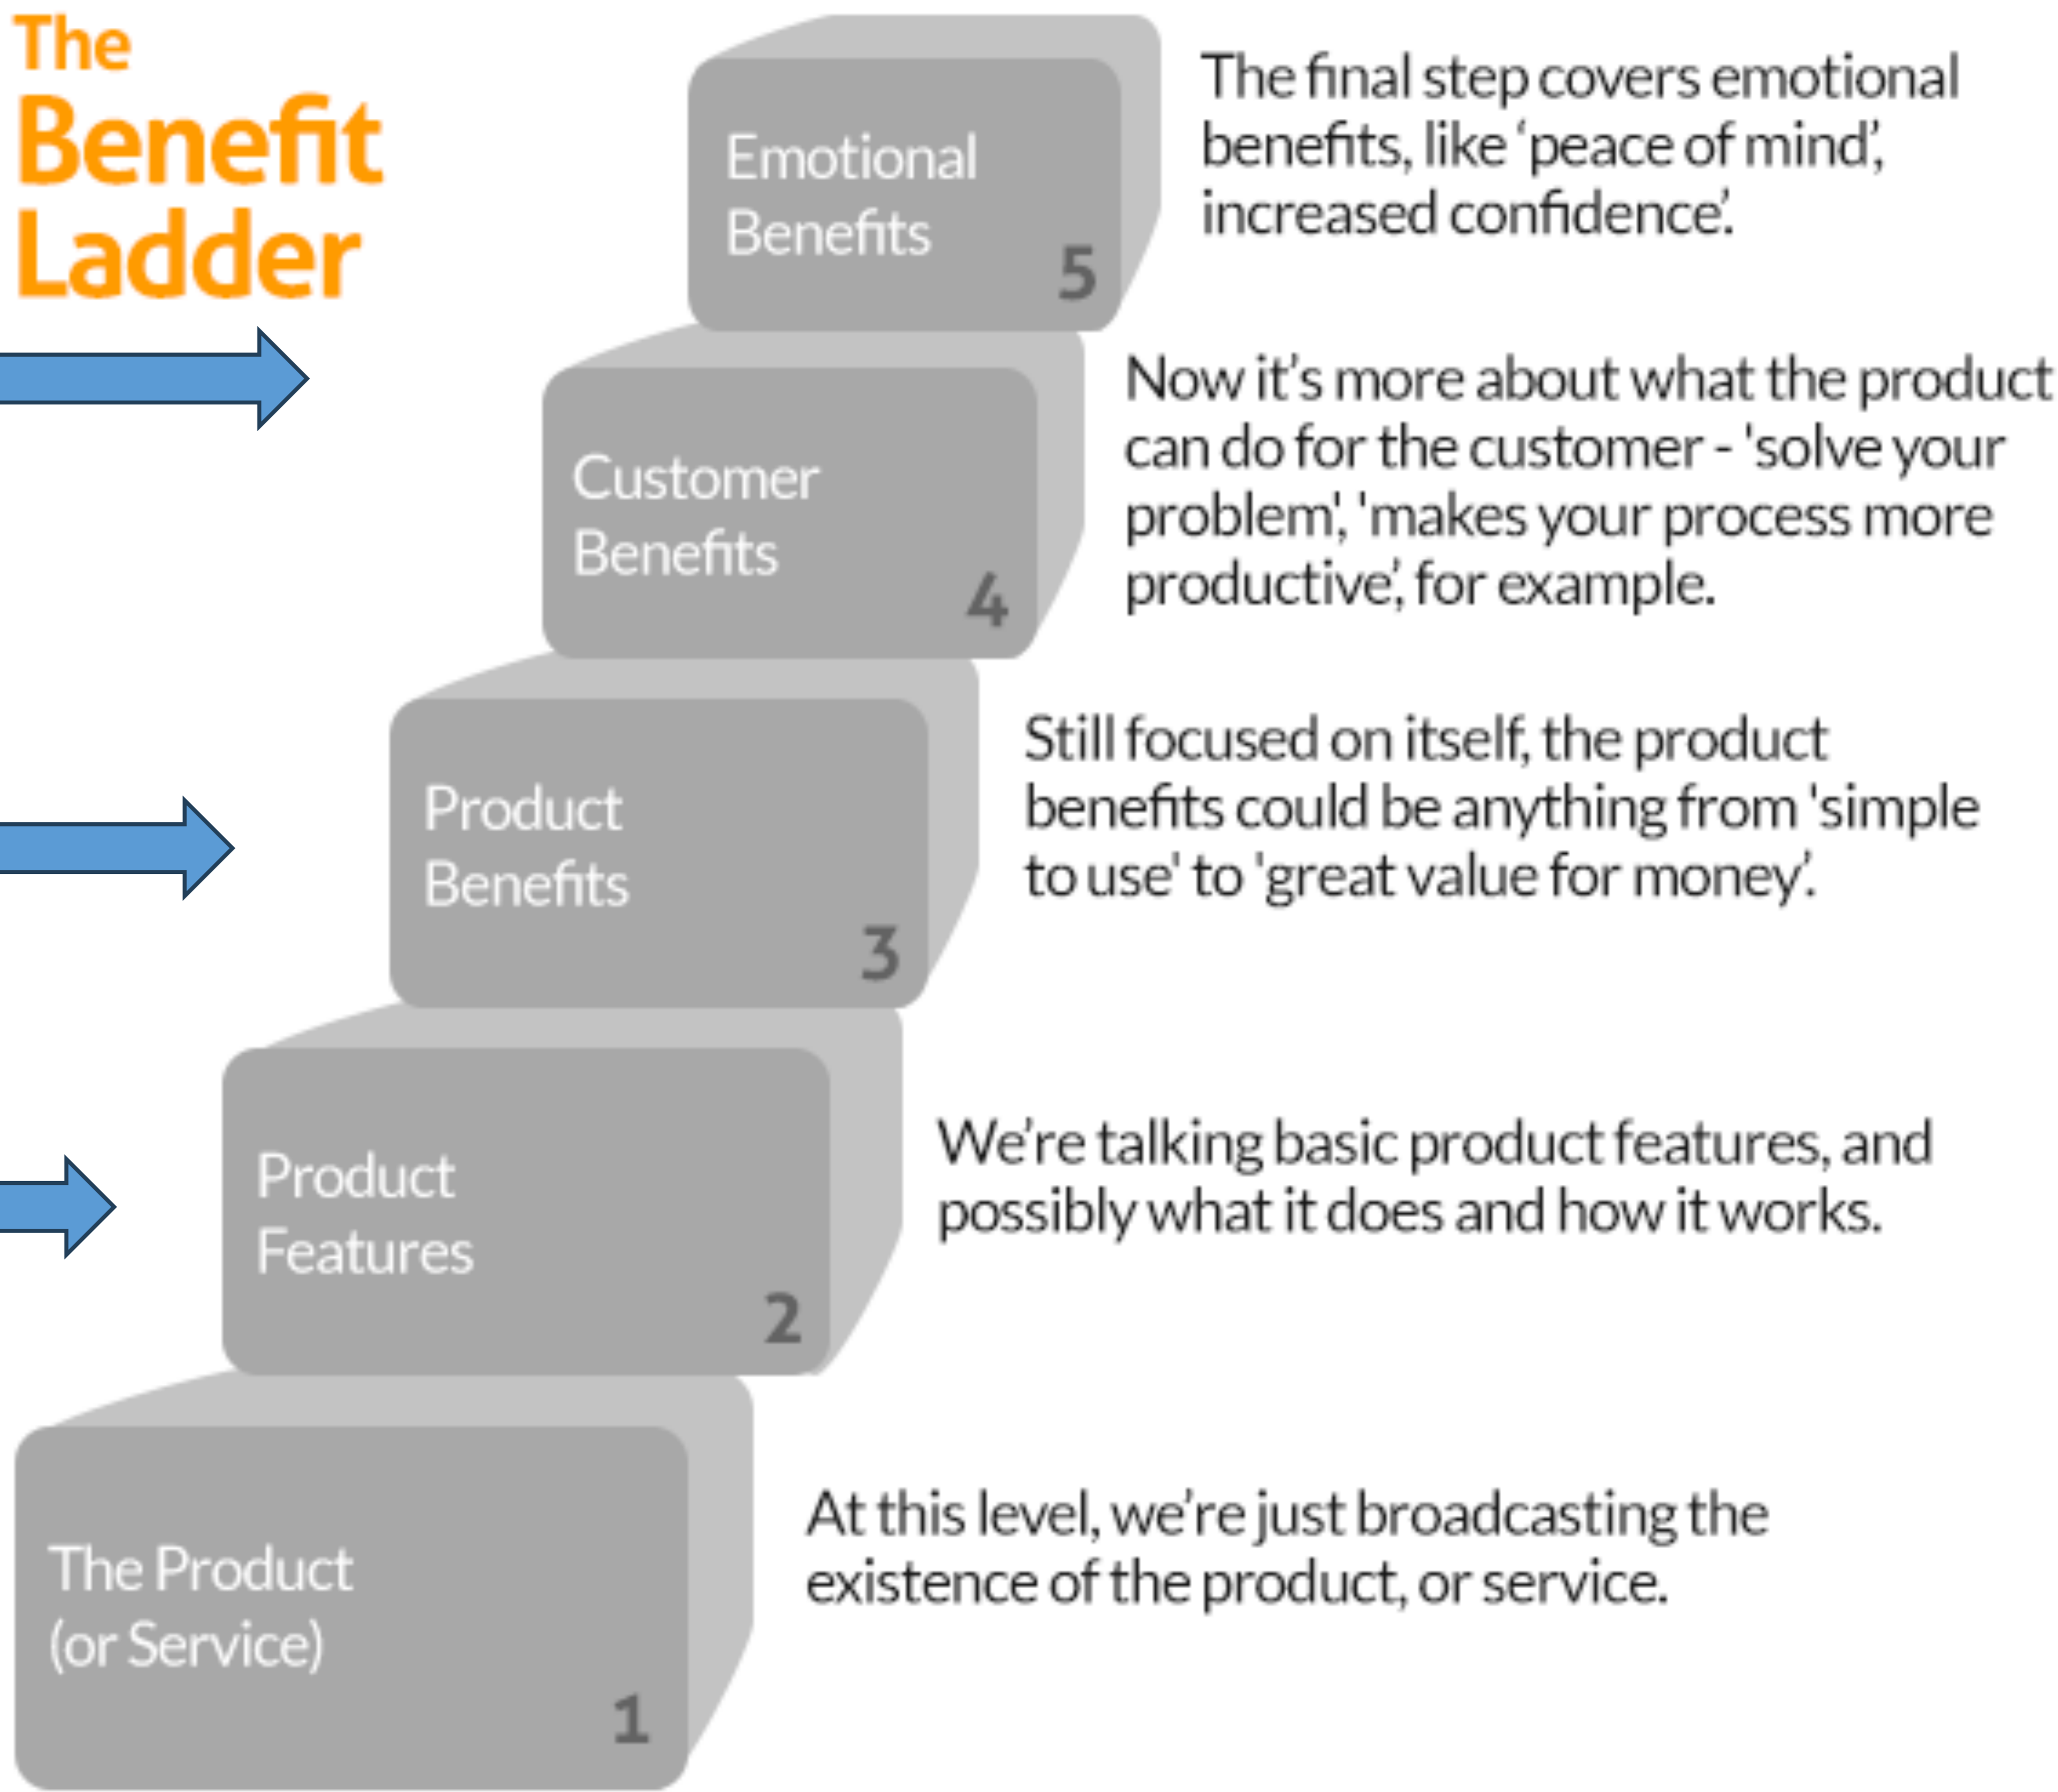 The
Benefit
Ladder
Emotional
Benefits
5
The final step covers emotional
benefits, like ‘peace of mind’,
increased confidence’.
Customer
Benefits
4
Now it’s more about what the product
can do for the customer - 'solve your
problem', 'makes your process more
productive’, for example.
Product
Benefits
3
Still focused on itself, the product
benefits could be anything from 'simple
to use' to 'great value for money’.
Product
Features
2
We’re talking basic product features, and
possibly what it does and how it works.
The Product
(or Service)
1
At this level, we’re just broadcasting the
existence of the product, or service.